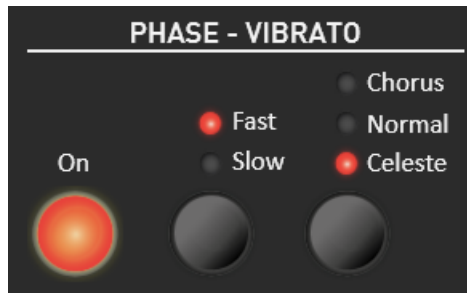 PHASE - VIBRATO
Chorus
Fast
Normal
On
Slow
Celeste